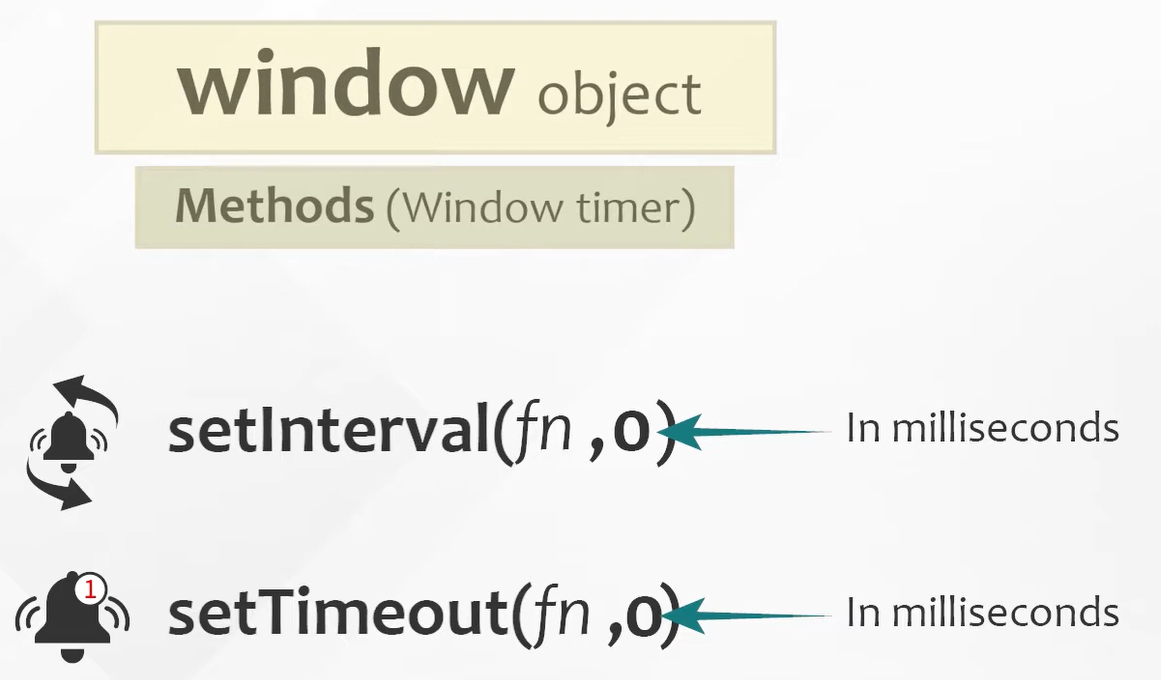 window object
Methods (Window timer)
setInterval(fn ,0) In milliseconds
1
setTimeout(fn ,0) In milliseconds